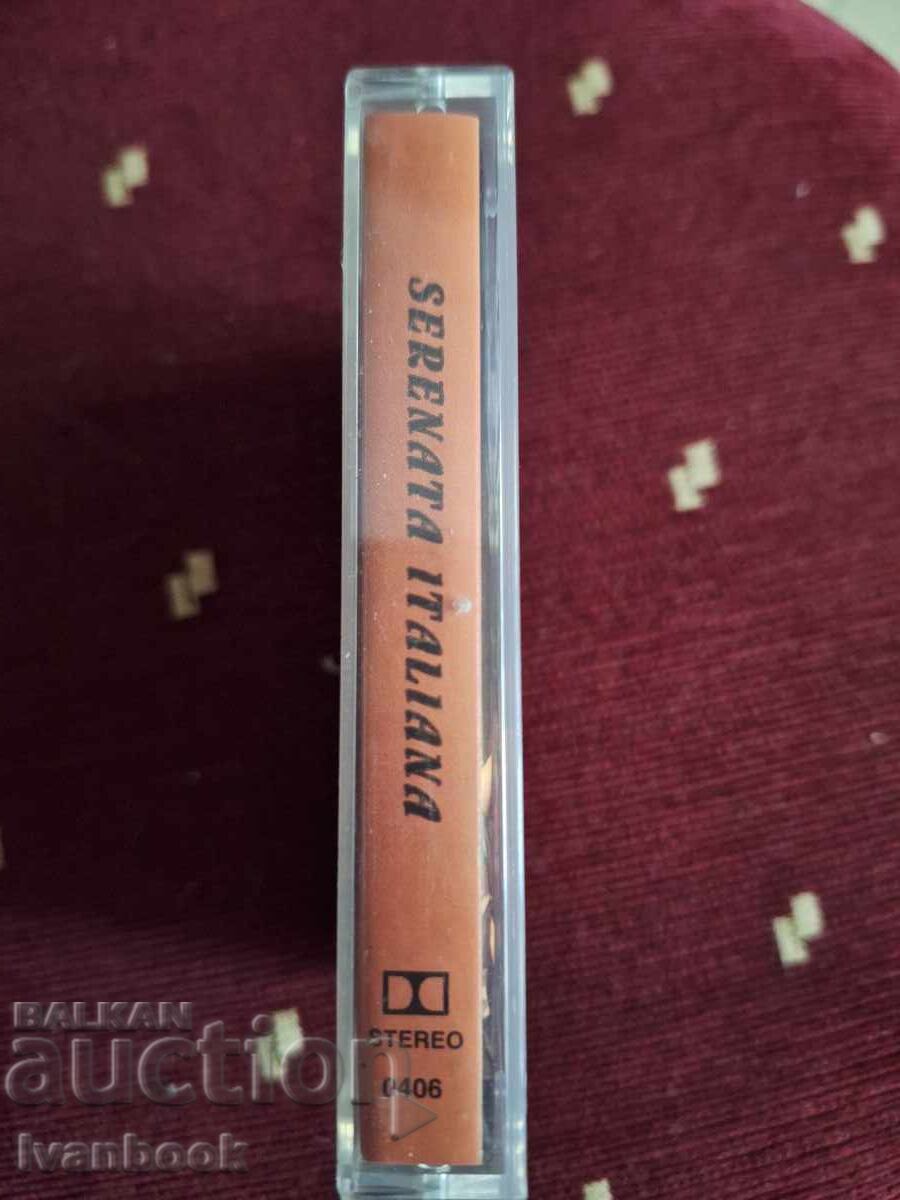 SERENATA ITALIANA
STEREO
0406
BALKAN
auction
Ivanbook